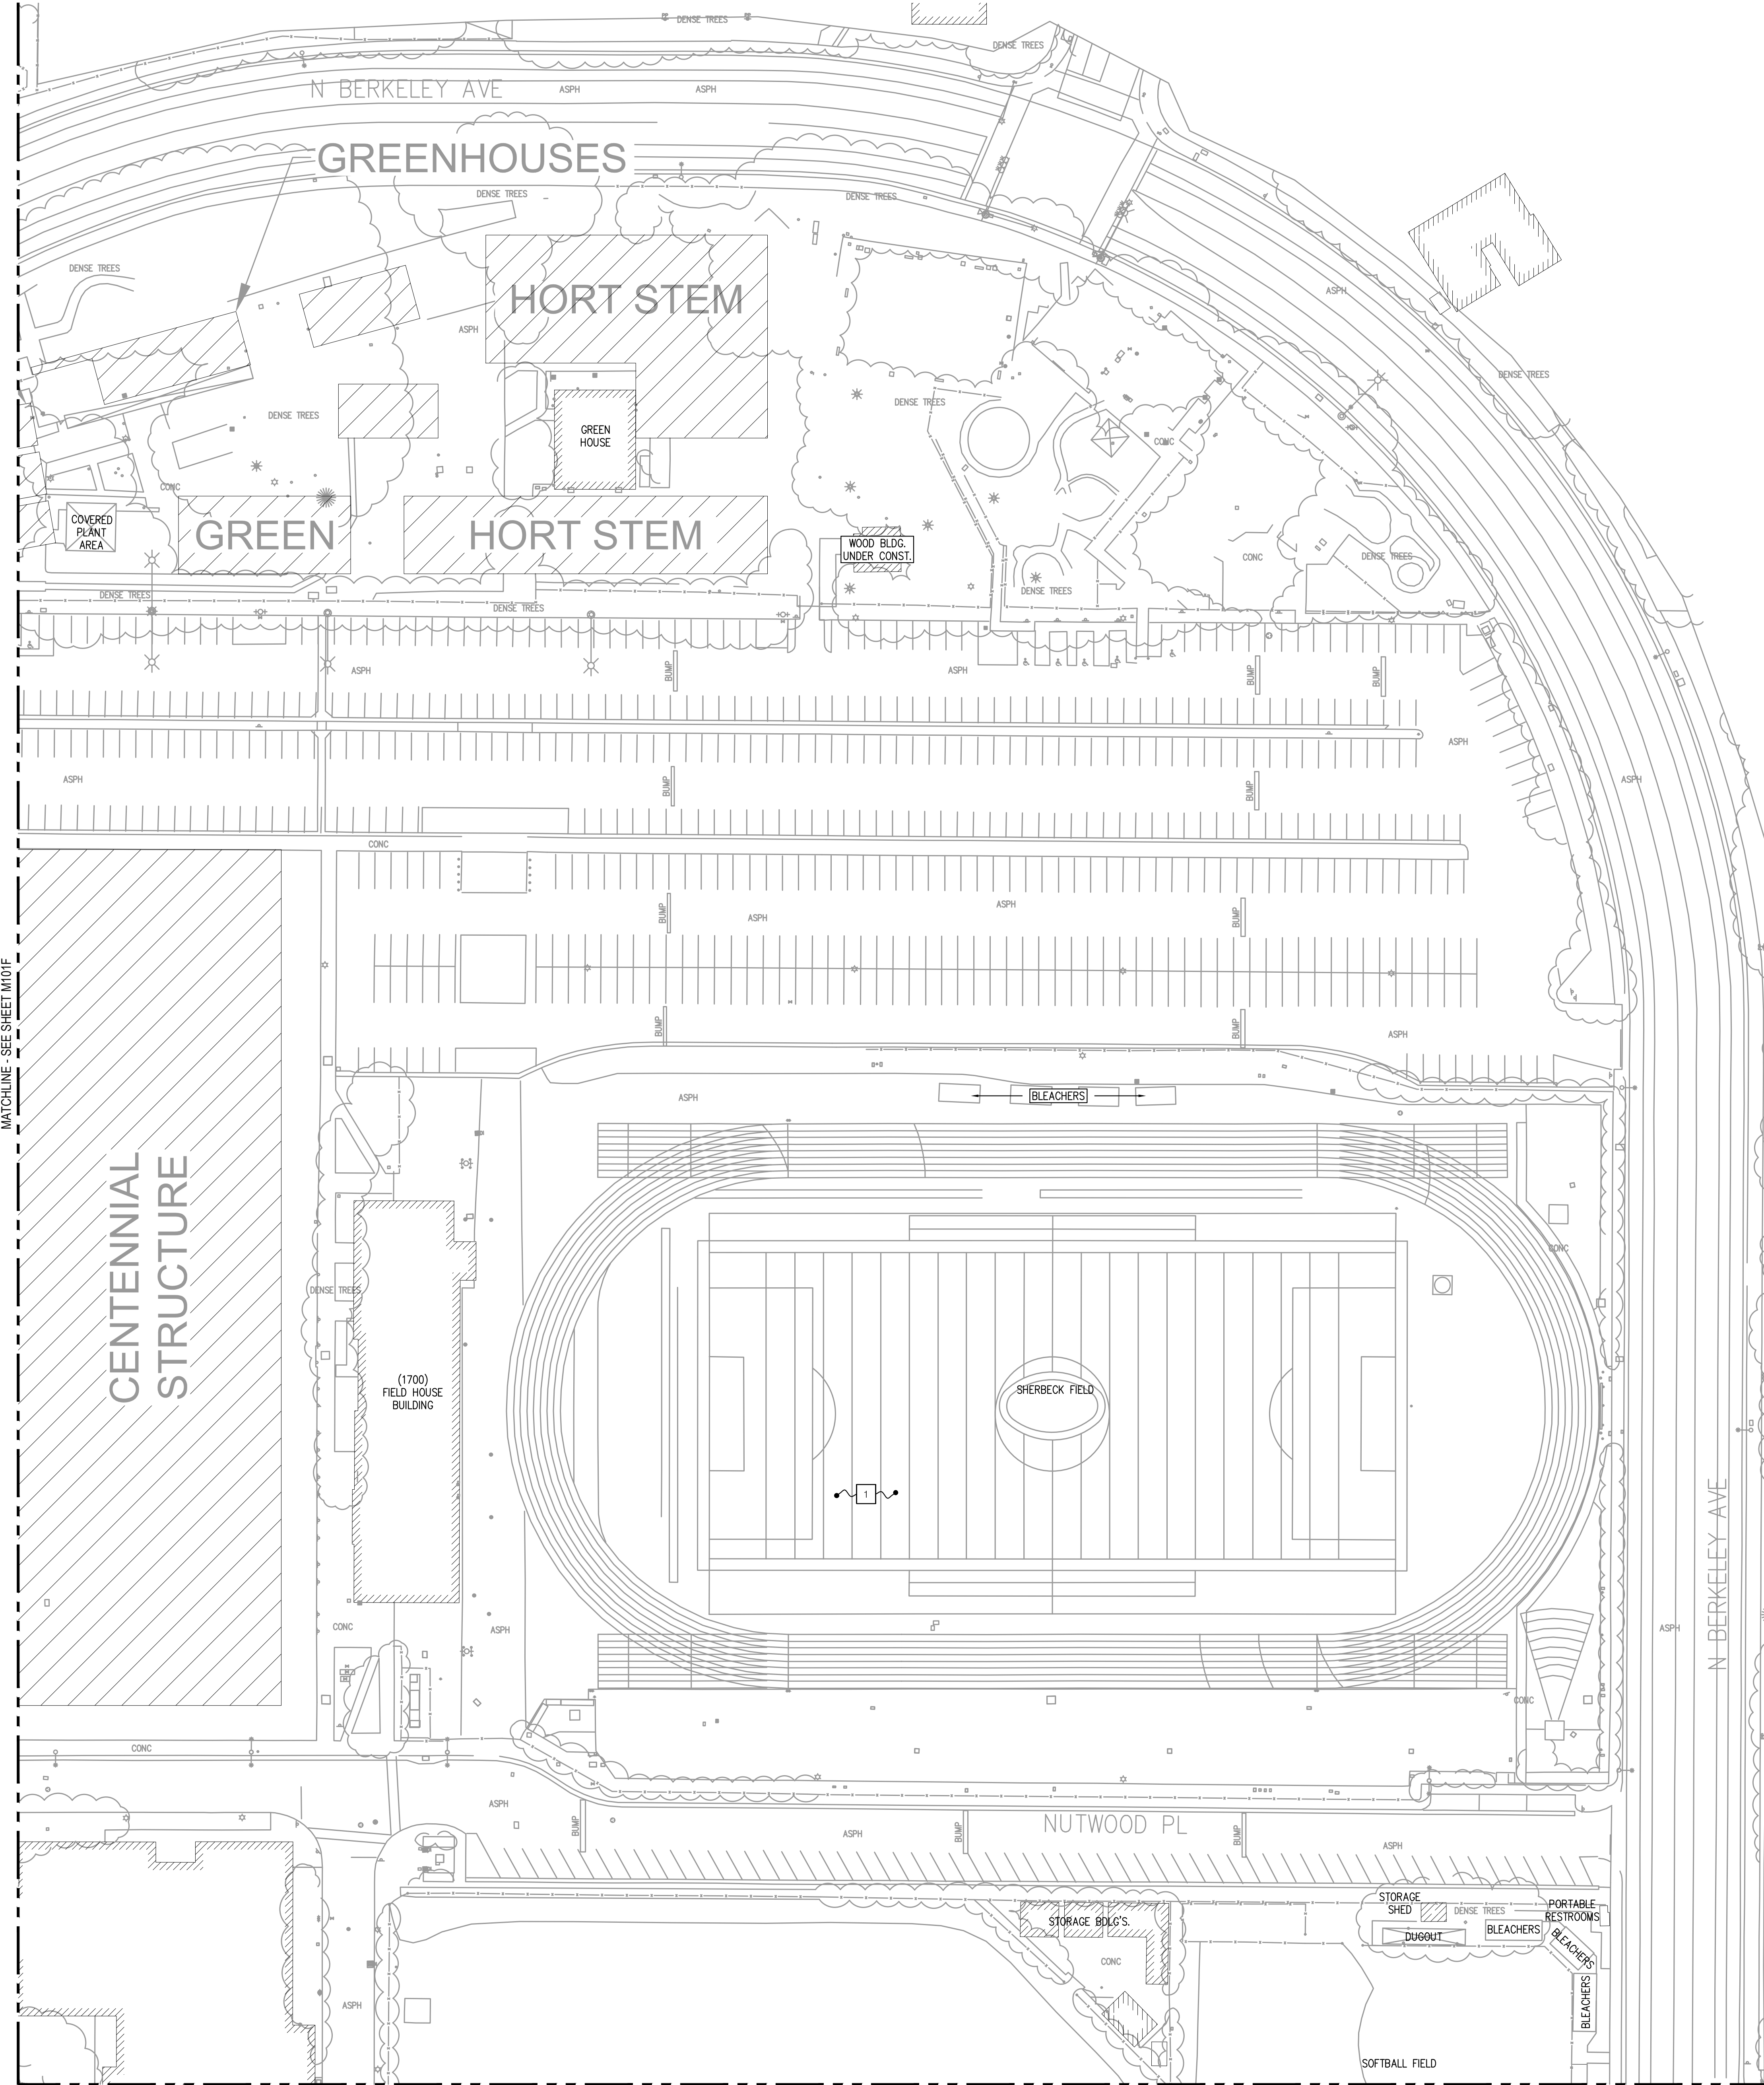 DENSE TREES
DENSE TREES
N BERKELEY AVE
ASPH
ASPH
GREENHOUSES
DENSE TREES
DENSE TREES
DENSE TREES
ASPH
HORT STEM
ASPH
DENSE TREES
DENSE TREES
DENSE TREES
GREEN
HOUSE
CONC
CONC
COVERED
PLANT
AREA
GREEN
HORT STEM
WOOD BLDG.
UNDER CONST.
CONC
DENSE TREES
DENSE TREES
DENSE TREES
DENSE TREES
ASPH
BUMP
ASPH
BUMP
BUMP
ASPH
ASPH
BUMP
BUMP
ASPH
CONC
BUMP
ASPH
ASPH
BUMP
MATCHLINE - SEE SHEET M101F
BUMP
BUMP
ASPH
ASPH
BLEACHERS
CENTENNIAL
STRUCTURE
CONC
DENSE TREES
(1700)
FIELD HOUSE
BUILDING
SHERBECK FIELD
1
N BERKELEY AVE
CONC
ASPH
ASPH
CONC
CONC
ASPH
BUMP
ASPH
BUMP
NUTWOOD PL
BUMP
ASPH
STORAGE
SHED
DENSE TREES
PORTABLE
RESTROOMS
STORAGE BDLG'S.
DUGOUT
BLEACHERS
BLEACHERS
CONC
ASPH
BLEACHERS
SOFTBALL FIELD